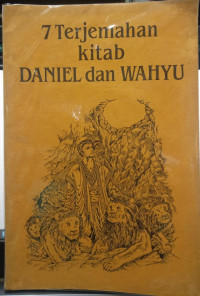 7 Terjemahan
kitab
DANIEL dan WAHYU